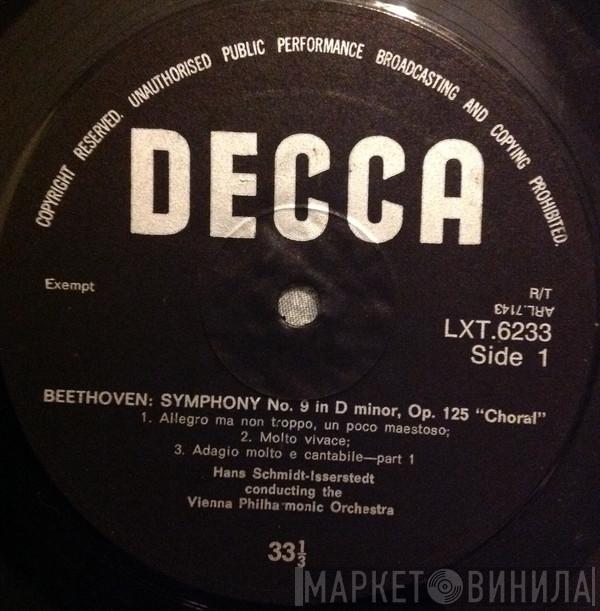 COPYRIGHT RESERVED. UNAUTHORISED PUBLIC PERFORMANCE BROADCASTING AND COPYING PROHIBITED.
DECCA
Exempt
R/T
ARL.7143
LXT.6233
Side 1
BEETHOVEN: SYMPHONY No. 9 in D minor, Op. 125 "Choral"
1. Allegro ma non troppo, un poco maestoso;
2. Molto vivace;
3. Adagio molto e cantabile—part 1
Hans Schmidt-Isserstedt
conducting the
Vienna Philha monic Orchestra
33⅓
МАРКЕТ ВИНИЛА